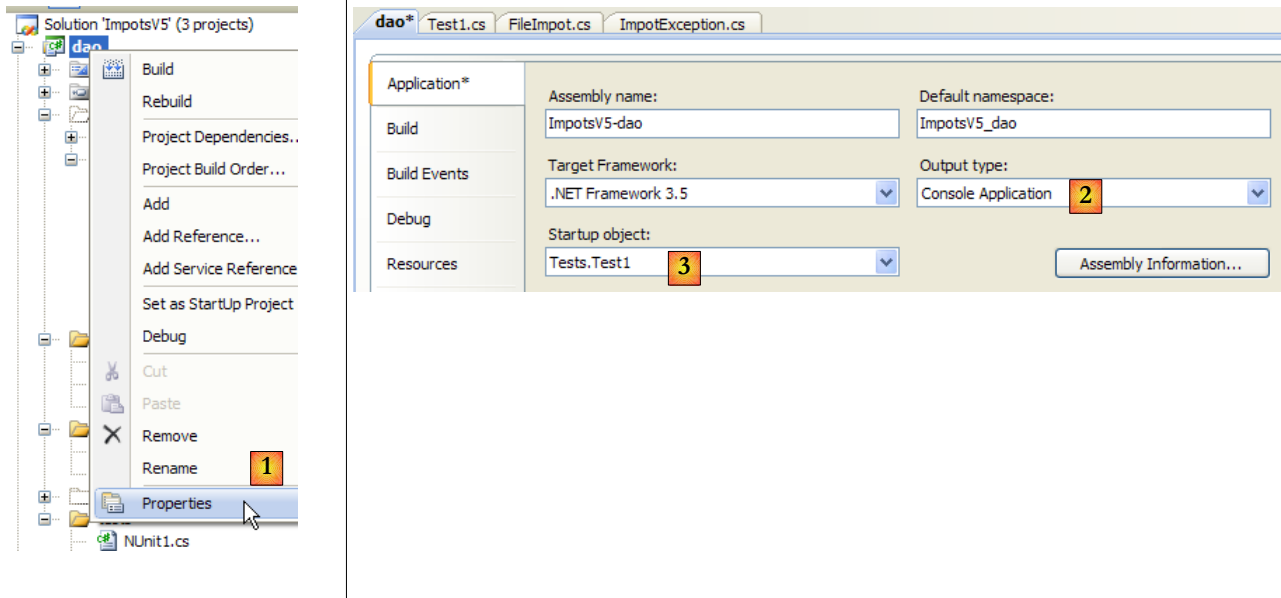 Solution 'ImpotsV5' (3 projects)
dao
Build
Rebuild
Project Dependencies..
Project Build Order...
Add
Add Reference...
Add Service Reference
Set as StartUp Project
Debug
Cut
Paste
Remove
Rename
1
Properties
NUnit1.cs
dao* Test1.cs FileImpot.cs ImpotException.cs
Application*
Build
Build Events
Debug
Resources
Assembly name: Default namespace:
ImpotsV5-dao ImpotsV5_dao
Target Framework: Output type:
.NET Framework 3.5 Console Application 2
Startup object:
Tests.Test1 3 Assembly Information...